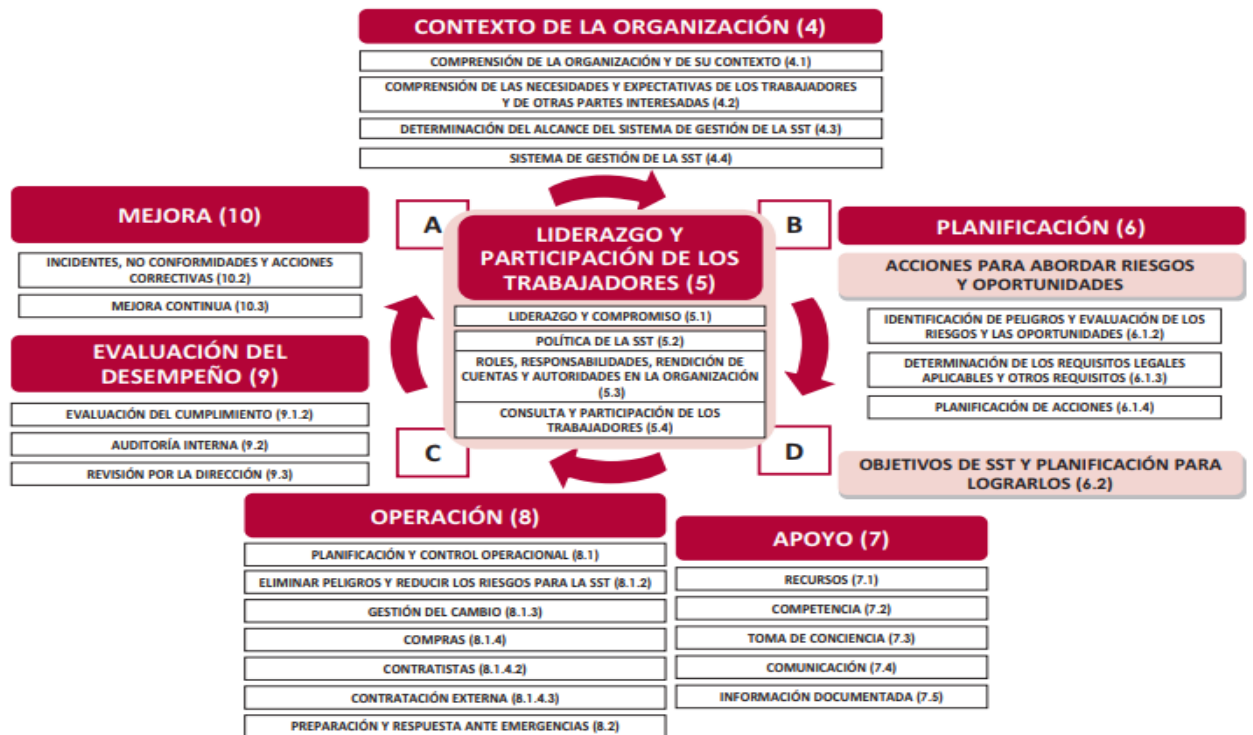 CONTEXTO DE LA ORGANIZACIÓN (4)
COMPRENSIÓN DE LA ORGANIZACIÓN Y DE SU CONTEXTO (4.1)
COMPRENSIÓN DE LAS NECESIDADES Y EXPECTATIVAS DE LOS TRABAJADORES
Y DE OTRAS PARTES INTERESADAS (4.2)
DETERMINACIÓN DEL ALCANCE DEL SISTEMA DE GESTIÓN DE LA SST (4.3)
SISTEMA DE GESTIÓN DE LA SST (4.4)
MEJORA (10)
INCIDENTES, NO CONFORMIDADES Y ACCIONES
CORRECTIVAS (10.2)
MEJORA CONTINUA (10.3)
EVALUACIÓN DEL
DESEMPEÑO (9)
EVALUACIÓN DEL CUMPLIMIENTO (9.1.2)
AUDITORÍA INTERNA (9.2)
REVISIÓN POR LA DIRECCIÓN (9.3)
A
B
C
D
LIDERAZGO Y
PARTICIPACIÓN DE LOS
TRABAJADORES (5)
LIDERAZGO Y COMPROMISO (5.1)
POLÍTICA DE LA SST (5.2)
ROLES, RESPONSABILIDADES, RENDICIÓN DE
CUENTAS Y AUTORIDADES EN LA ORGANIZACIÓN
(5.3)
CONSULTA Y PARTICIPACIÓN DE LOS
TRABAJADORES (5.4)
PLANIFICACIÓN (6)
ACCIONES PARA ABORDAR RIESGOS
Y OPORTUNIDADES
IDENTIFICACIÓN DE PELIGROS Y EVALUACIÓN DE LOS
RIESGOS Y LAS OPORTUNIDADES (6.1.2)
DETERMINACIÓN DE LOS REQUISITOS LEGALES
APLICABLES Y OTROS REQUISITOS (6.1.3)
PLANIFICACIÓN DE ACCIONES (6.1.4)
OBJETIVOS DE SST Y PLANIFICACIÓN PARA
LOGRARLOS (6.2)
OPERACIÓN (8)
PLANIFICACIÓN Y CONTROL OPERACIONAL (8.1)
ELIMINAR PELIGROS Y REDUCIR LOS RIESGOS PARA LA SST (8.1.2)
GESTIÓN DEL CAMBIO (8.1.3)
COMPRAS (8.1.4)
CONTRATISTAS (8.1.4.2)
CONTRATACIÓN EXTERNA (8.1.4.3)
PREPARACIÓN Y RESPUESTA ANTE EMERGENCIAS (8.2)
APOYO (7)
RECURSOS (7.1)
COMPETENCIA (7.2)
TOMA DE CONCIENCIA (7.3)
COMUNICACIÓN (7.4)
INFORMACIÓN DOCUMENTADA (7.5)